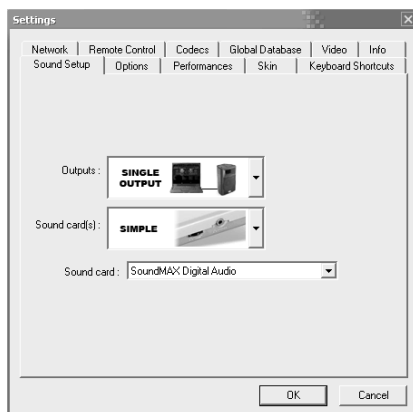 Settings
Network Remote Control Codecs Global Database Video Info
Sound Setup Options Performances Skin Keyboard Shortcuts
Outputs :
SINGLE
OUTPUT
Sound card(s) :
SIMPLE
Sound card : SoundMAX Digital Audio
OK Cancel